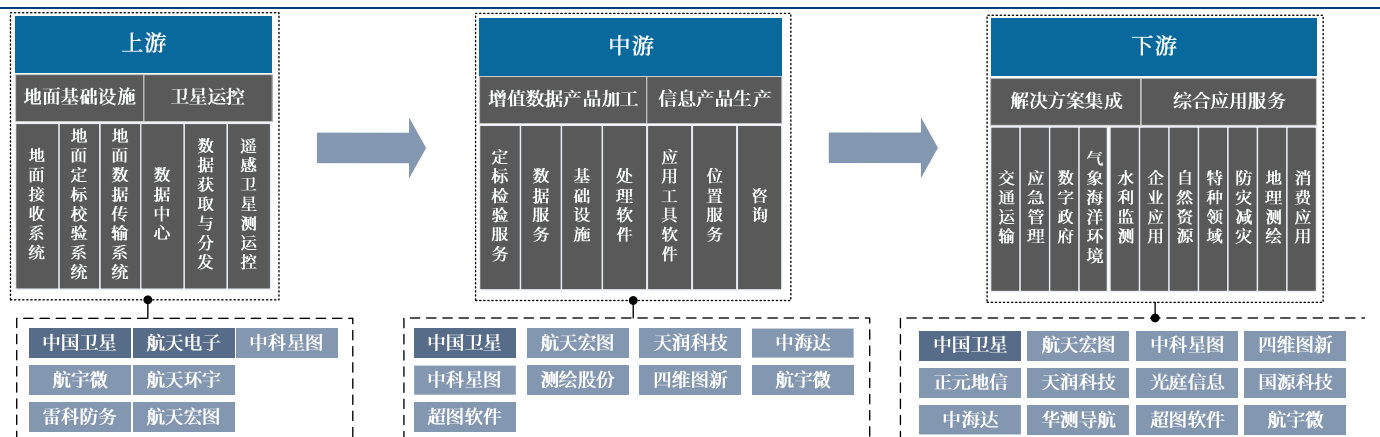 上游
地面基础设施
卫星运控
地面接收系统
地面定标校验系统
地面数据传输系统
数据中心
数据获取与分发
遥感卫星测运控
中国卫星
航天电子
中科星图
航宇微
航天环宇
雷科防务
航天宏图
中游
增值数据产品加工
信息产品生产
定标检验服务
数据服务
基础设施
处理软件
应用工具软件
位置服务
咨询
中国卫星
航天宏图
天润科技
中海达
中科星图
测绘股份
四维图新
航宇微
超图软件
下游
解决方案集成
综合应用服务
交通运输
应急管理
数字政府
气象海洋环境
水利监测
企业应用
自然资源
特种领域
防灾减灾
地理测绘
消费应用
中国卫星
航天宏图
中科星图
四维图新
正元地信
天润科技
光庭信息
国源科技
中海达
华测导航
超图软件
航宇微